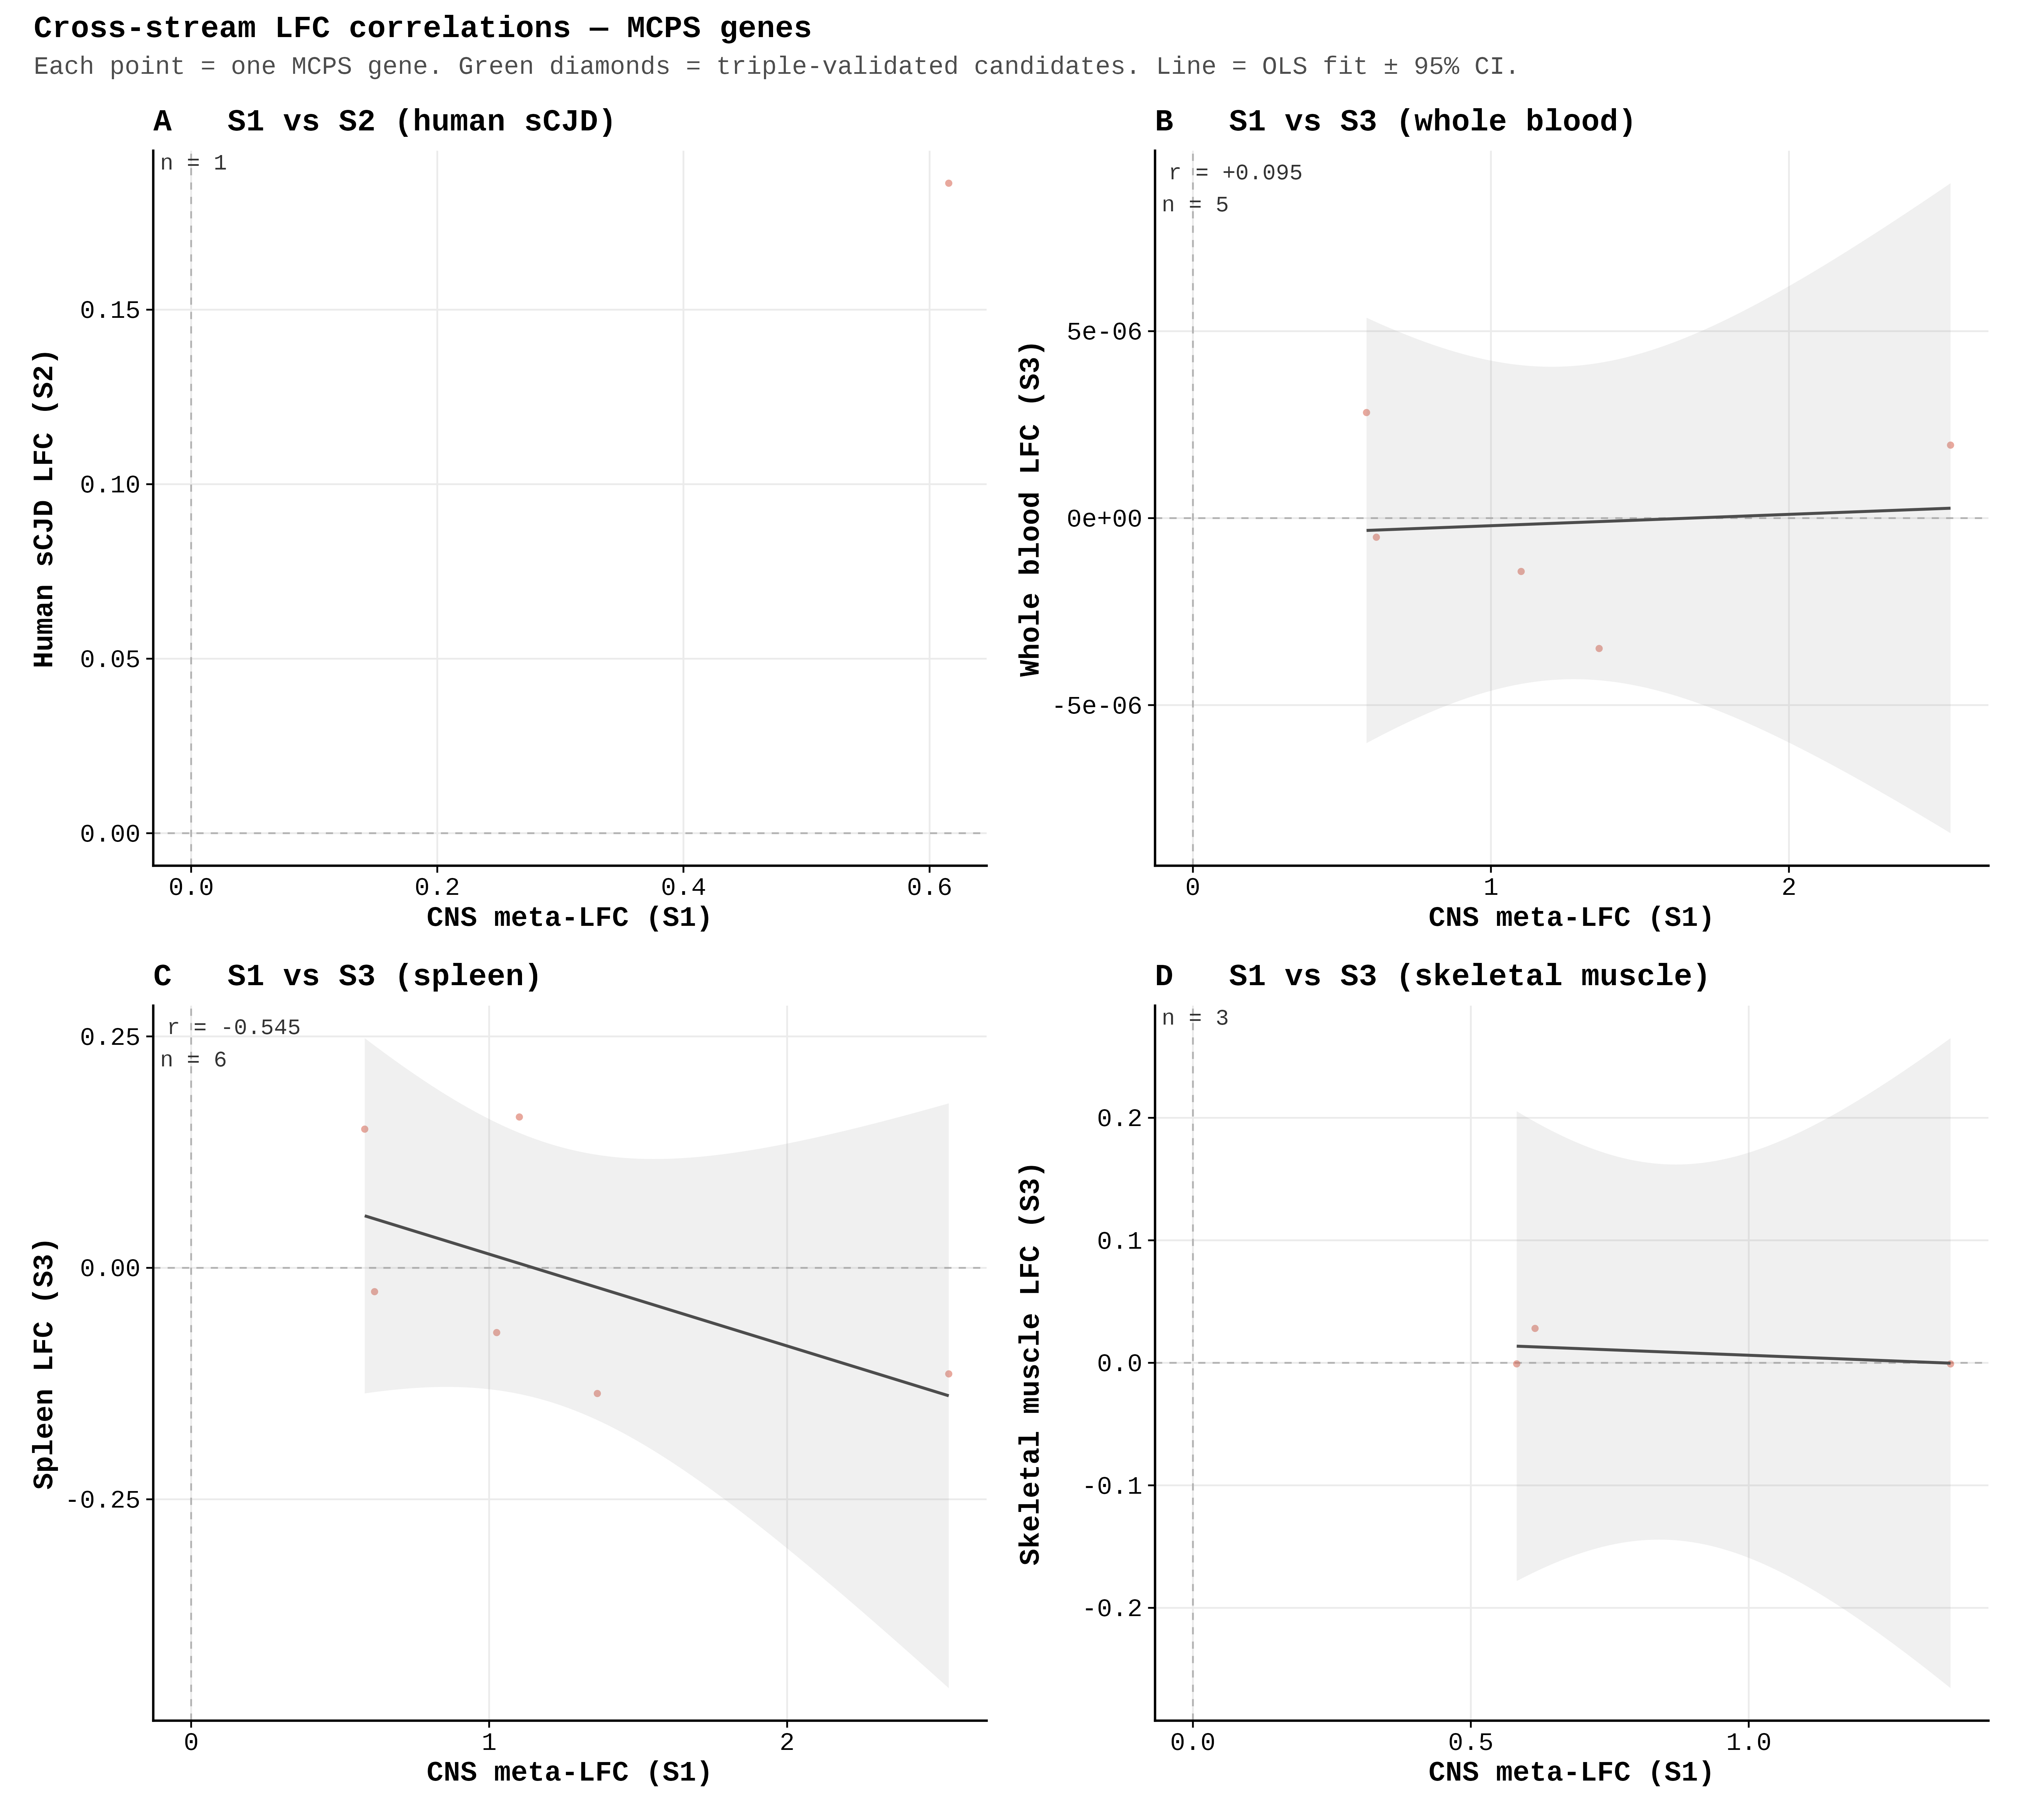 Cross-stream LFC correlations — MCPS genes
Each point = one MCPS gene. Green diamonds = triple-validated candidates. Line = OLS fit ± 95% CI.
A S1 vs S2 (human sCJD)
n = 1
Human sCJD LFC (S2)
0.15
0.10
0.05
0.00
0.0 0.2 0.4 0.6
CNS meta-LFC (S1)
B S1 vs S3 (whole blood)
r = +0.095
n = 5
Whole blood LFC (S3)
5e-06
0e+00
-5e-06
0 1 2
CNS meta-LFC (S1)
C S1 vs S3 (spleen)
r = -0.545
n = 6
Spleen LFC (S3)
0.25
0.00
-0.25
0 1 2
CNS meta-LFC (S1)
D S1 vs S3 (skeletal muscle)
n = 3
Skeletal muscle LFC (S3)
0.2
0.1
0.0
-0.1
-0.2
0.0 0.5 1.0
CNS meta-LFC (S1)